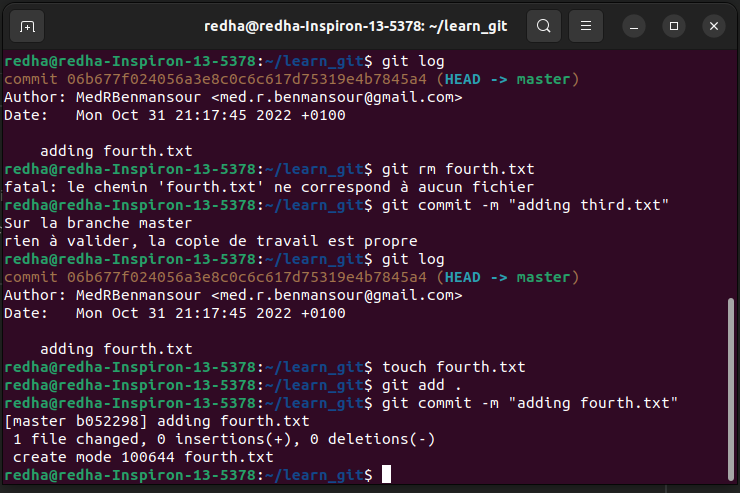 redha@redha-Inspiron-13-5378: ~/learn_git
redha@redha-Inspiron-13-5378:~/learn_git$ git log
commit 06b677f024056a3e8c0c6c617d75319e4b7845a4 (HEAD -> master)
Author: MedRBenmansour <med.r.benmansour@gmail.com>
Date:   Mon Oct 31 21:17:45 2022 +0100
    adding fourth.txt
redha@redha-Inspiron-13-5378:~/learn_git$ git rm fourth.txt
fatal: le chemin 'fourth.txt' ne correspond à aucun fichier
redha@redha-Inspiron-13-5378:~/learn_git$ git commit -m "adding third.txt"
Sur la branche master
rien à valider, la copie de travail est propre
redha@redha-Inspiron-13-5378:~/learn_git$ git log
commit 06b677f024056a3e8c0c6c617d75319e4b7845a4 (HEAD -> master)
Author: MedRBenmansour <med.r.benmansour@gmail.com>
Date:   Mon Oct 31 21:17:45 2022 +0100
    adding fourth.txt
redha@redha-Inspiron-13-5378:~/learn_git$ touch fourth.txt
redha@redha-Inspiron-13-5378:~/learn_git$ git add .
redha@redha-Inspiron-13-5378:~/learn_git$ git commit -m "adding fourth.txt"
[master b052298] adding fourth.txt
 1 file changed, 0 insertions(+), 0 deletions(-)
 create mode 100644 fourth.txt
redha@redha-Inspiron-13-5378:~/learn_git$